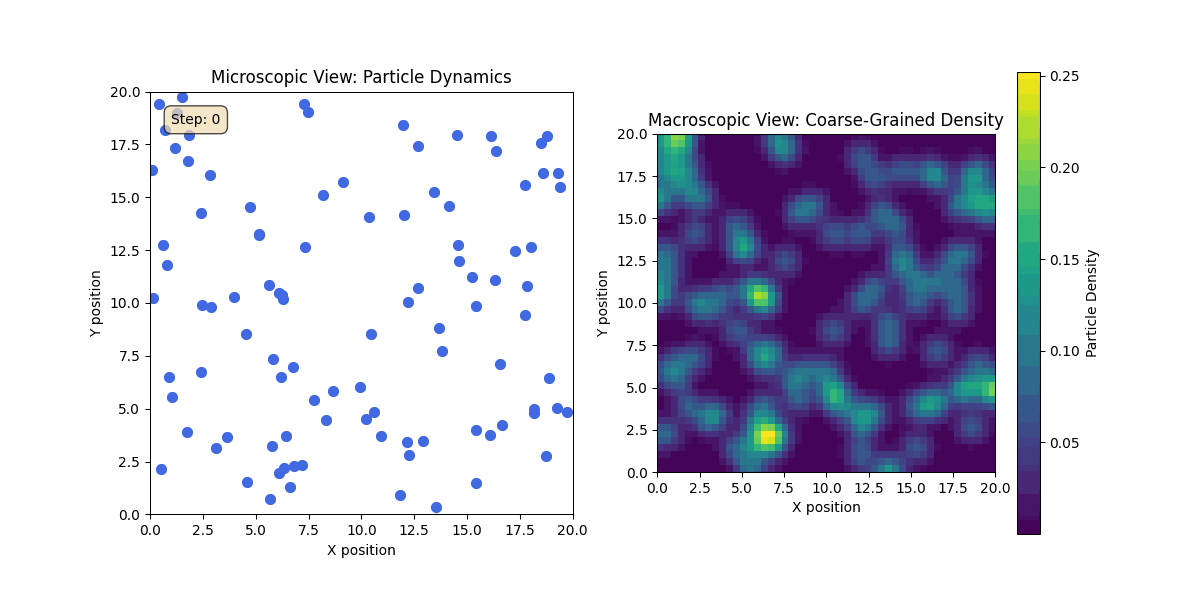 Microscopic View: Particle Dynamics
Step: 0
20.0
17.5
15.0
12.5
10.0
7.5
5.0
2.5
0.0
Y position
0.0 2.5 5.0 7.5 10.0 12.5 15.0 17.5 20.0
X position
Macroscopic View: Coarse-Grained Density
20.0
17.5
15.0
12.5
10.0
7.5
5.0
2.5
0.0
Y position
0.0 2.5 5.0 7.5 10.0 12.5 15.0 17.5 20.0
X position
0.25
0.20
0.15
0.10
0.05
Particle Density